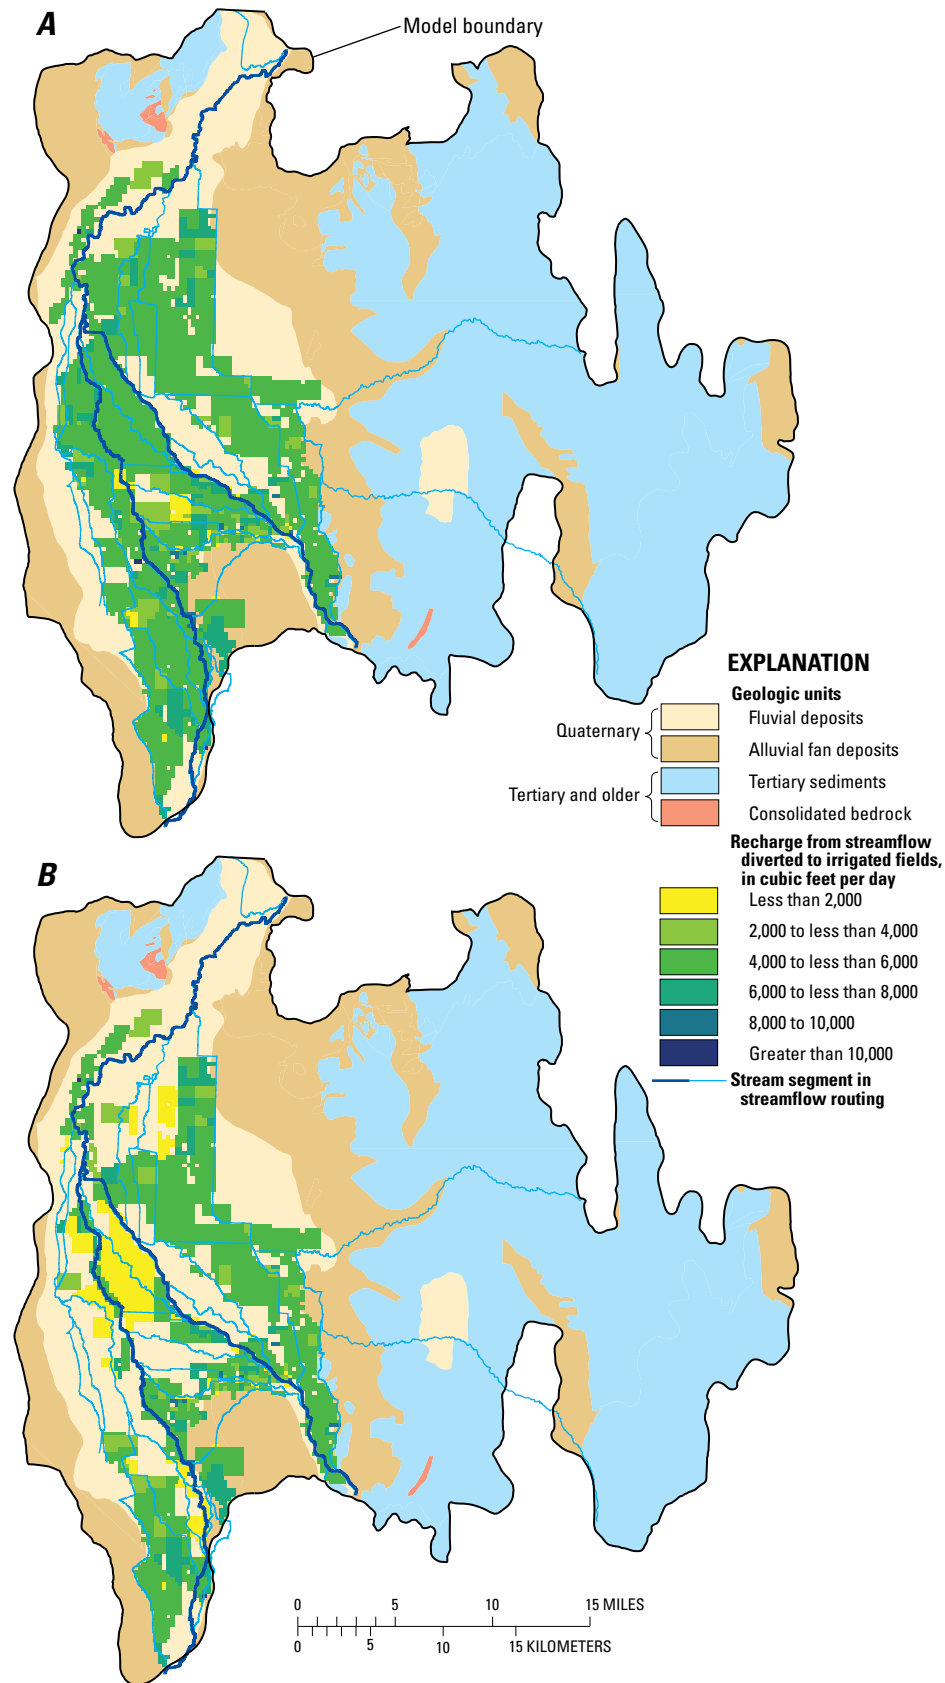 A
Model boundary
EXPLANATION
Geologic units
Quaternary
Fluvial deposits
Alluvial fan deposits
Tertiary and older
Tertiary sediments
Consolidated bedrock
Recharge from streamflow
diverted to irrigated fields,
in cubic feet per day
Less than 2,000
2,000 to less than 4,000
4,000 to less than 6,000
6,000 to less than 8,000
8,000 to 10,000
Greater than 10,000
Stream segment in
streamflow routing
B
0 5 10 15 MILES
0 5 10 15 KILOMETERS